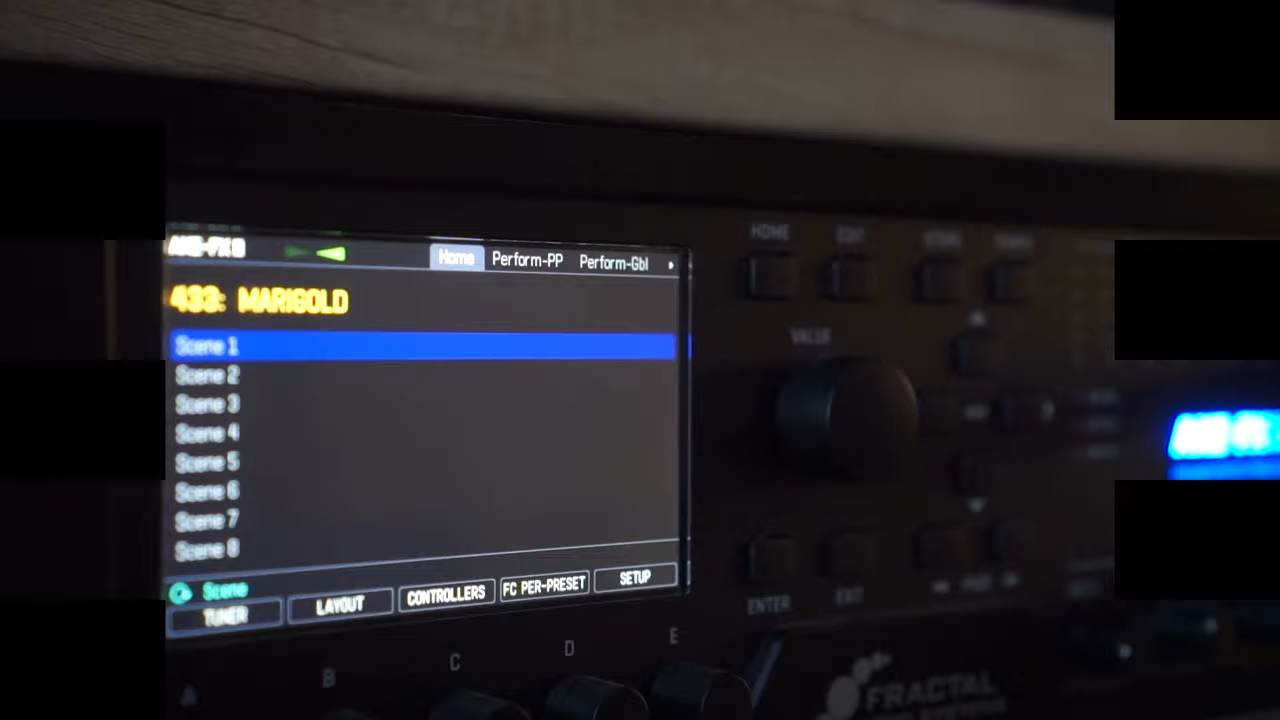 AXE-FX III
Home Perform-PP Perform-Gbl
433: MARIGOLD
Scene 1
Scene 2
Scene 3
Scene 4
Scene 5
Scene 6
Scene 7
Scene 8
Scene
TUNER LAYOUT CONTROLLERS FC PER-PRESET SETUP
A B C D E
HOME EDIT
VALUE
ENTER EXIT
FRACTAL